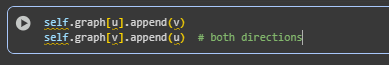 self.graph[u].append(v)
self.graph[v].append(u)  # both directions